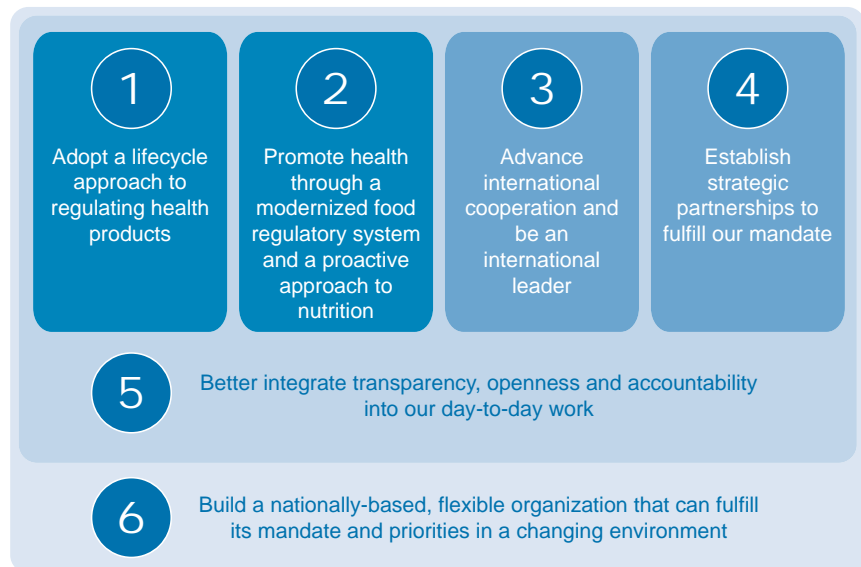 1
Adopt a lifecycle
approach to
regulating health
products
2
Promote health
through a
modernized food
regulatory system
and a proactive
approach to
nutrition
3
Advance
international
cooperation and
be an
international
leader
4
Establish
strategic
partnerships to
fulfill our mandate
5
Better integrate transparency, openness and accountability
into our day-to-day work
6
Build a nationally-based, flexible organization that can fulfill
its mandate and priorities in a changing environment